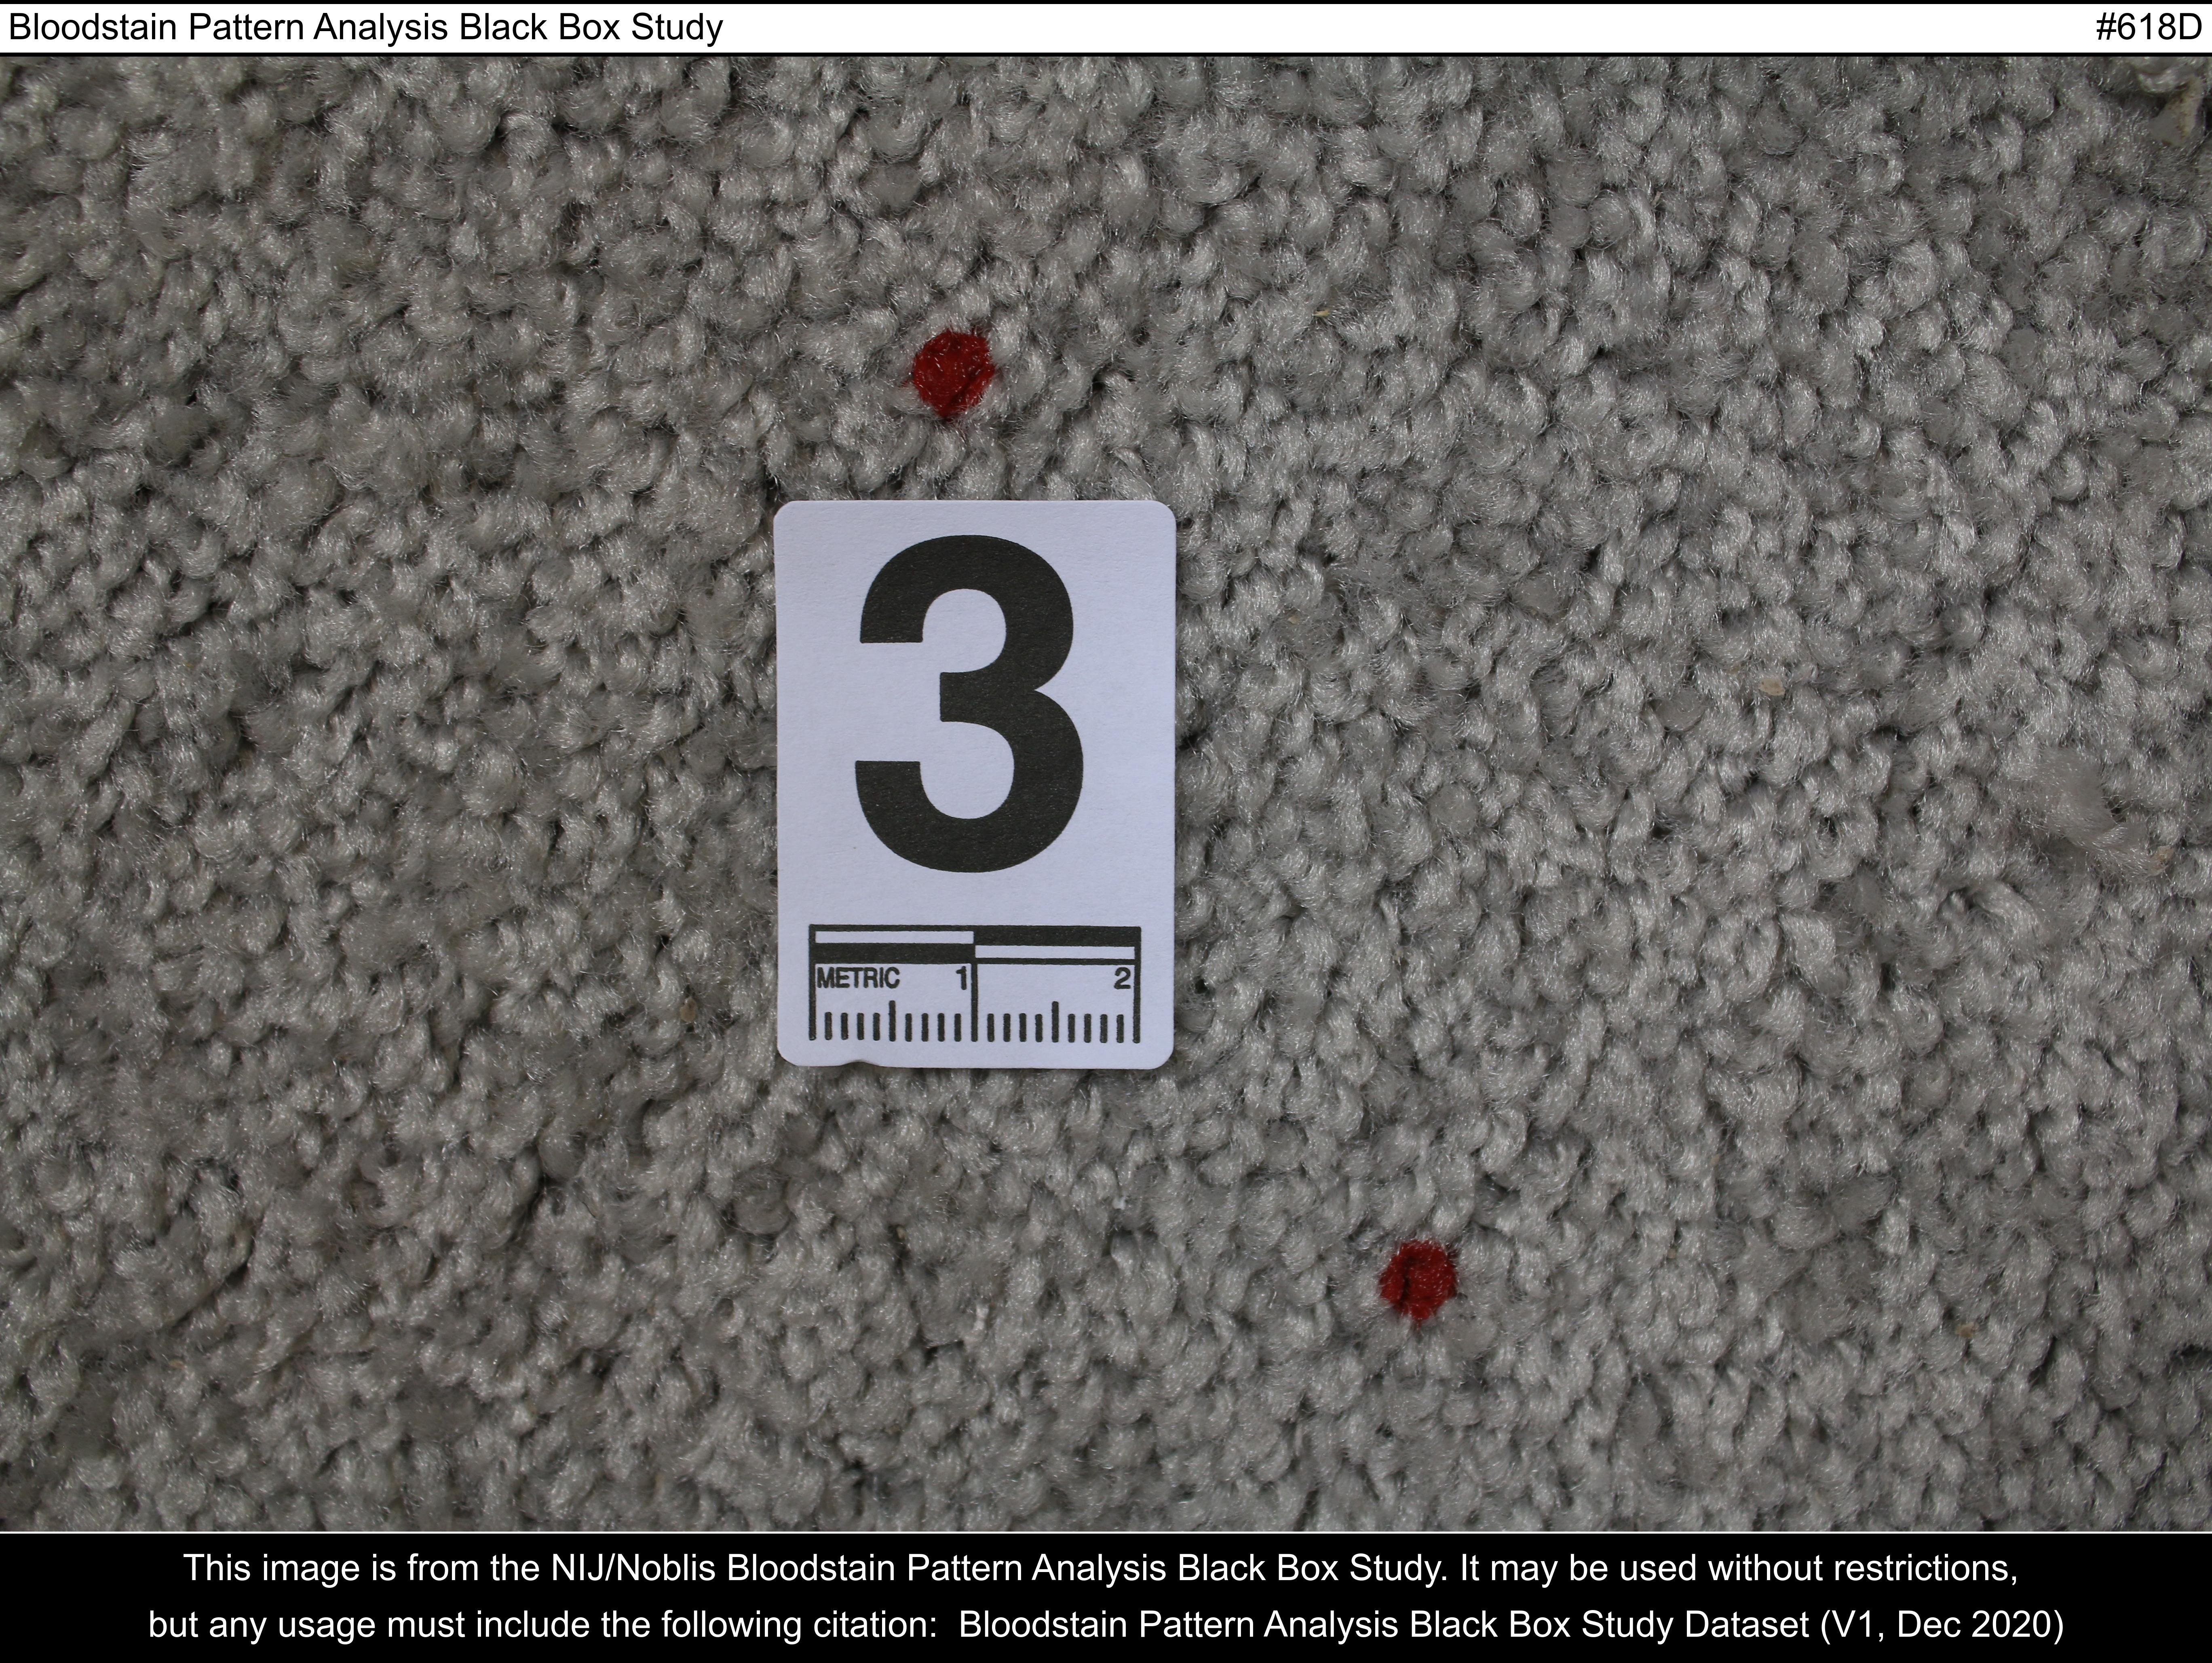 Bloodstain Pattern Analysis Black Box Study #618D
3
METRIC 1 2
This image is from the NIJ/Noblis Bloodstain Pattern Analysis Black Box Study. It may be used without restrictions,
but any usage must include the following citation:  Bloodstain Pattern Analysis Black Box Study Dataset (V1, Dec 2020)